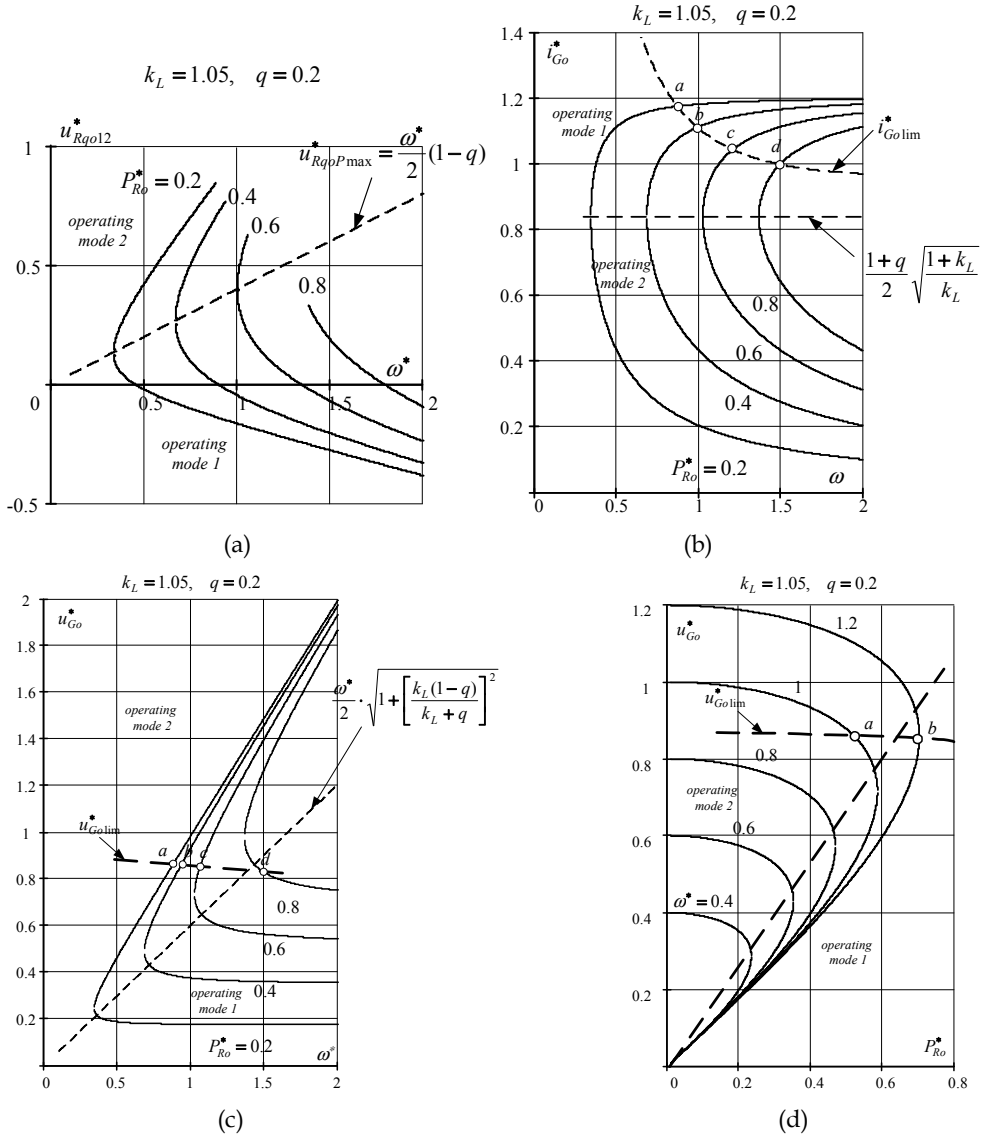 k_L = 1.05, q = 0.2
u*_Rqo12
1
u*_RqoP max = ω*/2 (1−q)
P*_Ro = 0.2
0.4
operating
mode 2
0.6
0.5
0.8
ω*
0
0.5
1
1.5
2
operating
mode 1
-0.5
(a)
k_L = 1.05, q = 0.2
1.4
i*_Go
1.2
a
operating
mode 1
b
c
d
i*_Go lim
1
0.8
(1+q)/2 √((1+k_L)/k_L)
operating
mode 2
0.8
0.6
0.6
0.4
0.4
0.2
P*_Ro = 0.2
ω
0
0.5
1
1.5
2
(b)
k_L = 1.05, q = 0.2
2
u*_Go
1.8
ω*/2 · √(1+[k_L(1−q)/(k_L+q)]²)
1.6
operating
mode 2
1.4
1.2
1
u*_Go lim
a
b
c
d
0.8
0.8
0.6
0.6
0.4
operating
mode 1
0.4
0.2
P*_Ro = 0.2
ω*
0
0.5
1
1.5
2
(c)
k_L = 1.05, q = 0.2
1.2
u*_Go
1.2
1
1
u*_Go lim
a
b
0.8
0.8
operating
mode 2
0.6
0.6
0.4
ω* = 0.4
operating
mode 1
0.2
P*_Ro
0
0.2
0.4
0.6
0.8
(d)